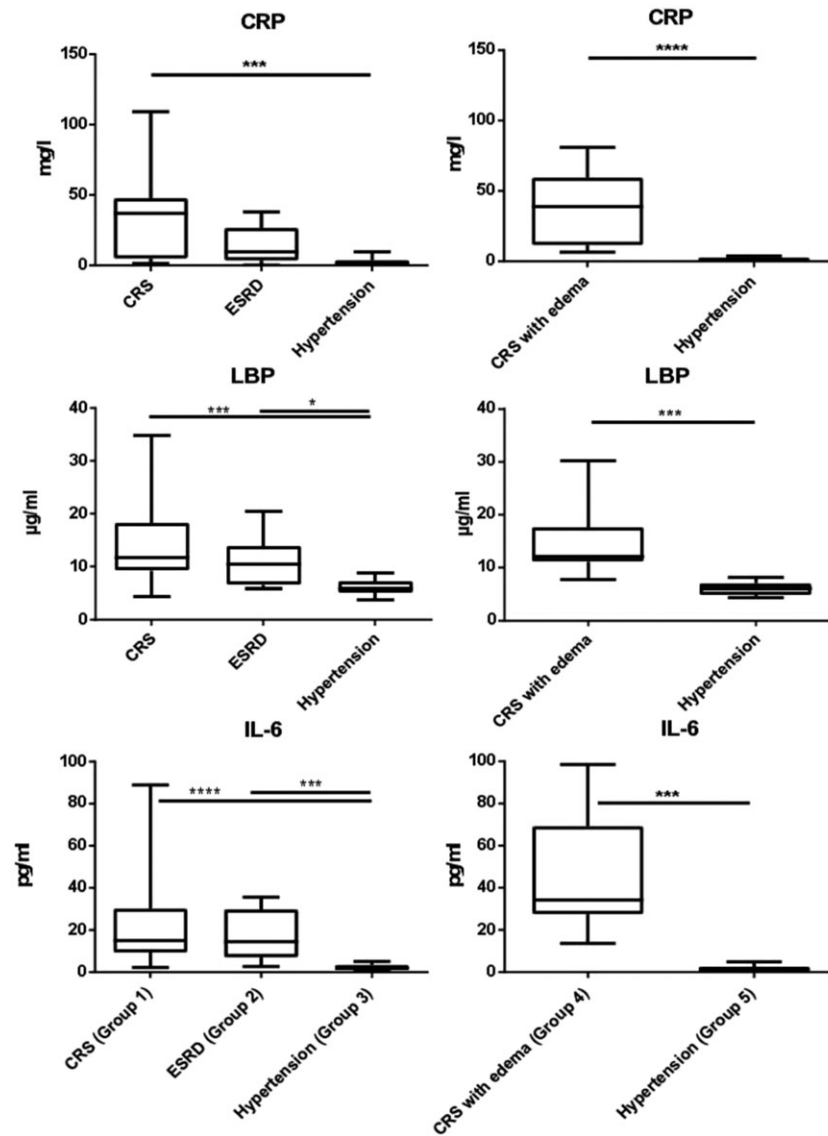 CRP
150
100
50
0
mg/l
***
CRS
ESRD
Hypertension
CRP
150
100
50
0
mg/l
****
CRS with edema
Hypertension
LBP
40
30
20
10
0
µg/ml
***
*
CRS
ESRD
Hypertension
LBP
40
30
20
10
0
µg/ml
***
CRS with edema
Hypertension
IL-6
100
80
60
40
20
0
pg/ml
****
***
CRS (Group 1)
ESRD (Group 2)
Hypertension (Group 3)
IL-6
100
80
60
40
20
0
pg/ml
***
CRS with edema (Group 4)
Hypertension (Group 5)